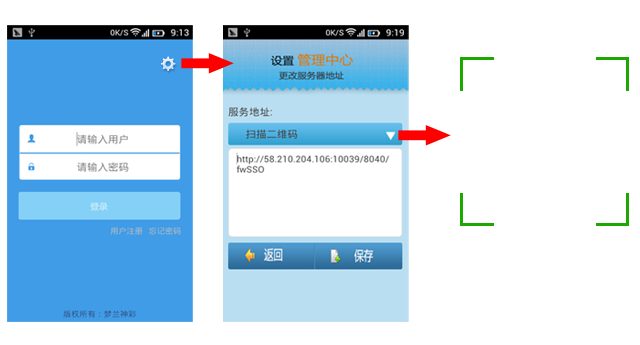 0K/S 9:13
请输入用户
请输入密码
登录
用户注册 忘记密码
版权所有：梦兰神彩
0K/S 9:19
设置 管理中心
更改服务器地址
服务地址:
扫描二维码
http://58.210.204.106:10039/8040/
fwSSO
返回
保存